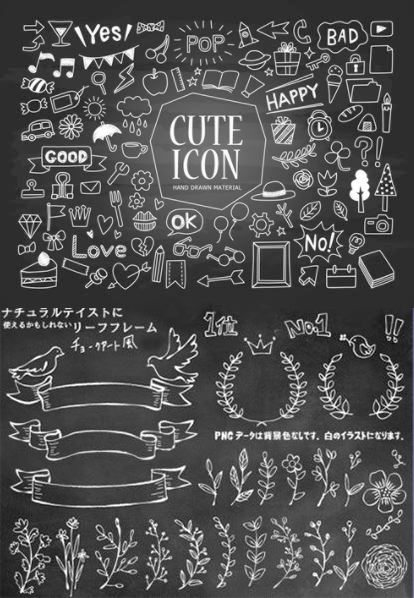 Yes!
POP
BAD
HAPPY
CUTE
ICON
HAND DRAWN MATERIAL
GOOD
OK
Love
No!
?!
ナチュラルテイストに
使えるかもしれないリーフフレーム
チョークアート風
1位
No.1
!!
PNGデータは背景色なしです。白のイラストになります。